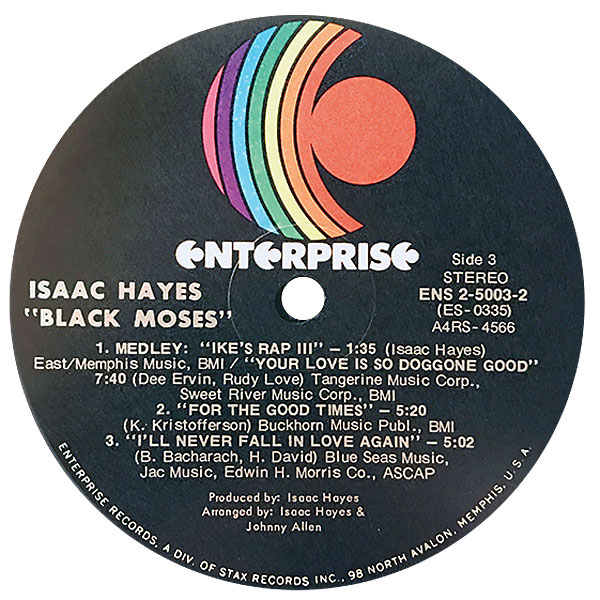 ENTERPRISE
Side 3
STEREO
ENS 2-5003-2
(ES-0335)
A4RS-4566
ISAAC HAYES
"BLACK MOSES"
1. MEDLEY: "IKE'S RAP III" – 1:35 (Isaac Hayes)
East/Memphis Music, BMI / "YOUR LOVE IS SO DOGGONE GOOD"
7:40 (Dee Ervin, Rudy Love) Tangerine Music Corp.,
Sweet River Music Corp., BMI
2. "FOR THE GOOD TIMES" – 5:20
(K. Kristofferson) Buckhorn Music Publ., BMI
3. "I'LL NEVER FALL IN LOVE AGAIN" – 5:02
(B. Bacharach, H. David) Blue Seas Music,
Jac Music, Edwin H. Morris Co., ASCAP
Produced by: Isaac Hayes
Arranged by: Isaac Hayes &
Johnny Allen
ENTERPRISE RECORDS, A DIV. OF STAX RECORDS INC., 98 NORTH AVALON, MEMPHIS, U.S.A.